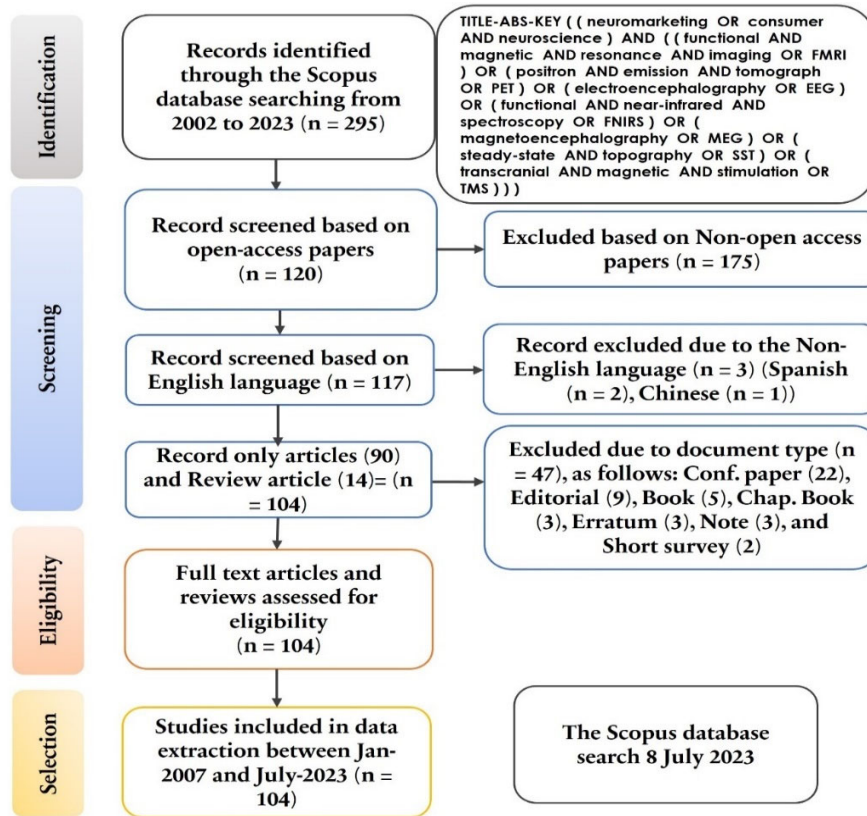 Identification
Records identified
through the Scopus
database searching from
2002 to 2023 (n = 295)
TITLE-ABS-KEY ( ( neuromarketing OR consumer
AND neuroscience ) AND ( ( functional AND
magnetic AND resonance AND imaging OR FMRI
) OR ( positron AND emission AND tomograph
OR PET ) OR ( electroencephalography OR EEG )
OR ( functional AND near-infrared AND
spectroscopy OR FNIRS ) OR (
magnetoencephalography OR MEG ) OR (
steady-state AND topography OR SST ) OR (
transcranial AND magnetic AND stimulation OR
TMS ) ) )
Screening
Record screened based on
open-access papers
(n = 120)
Excluded based on Non-open access
papers (n = 175)
Record screened based on
English language (n = 117)
Record excluded due to the Non-
English language (n = 3) (Spanish
(n = 2), Chinese (n = 1))
Record only articles (90)
and Review article (14)= (n
= 104)
Excluded due to document type (n
= 47), as follows: Conf. paper (22),
Editorial (9), Book (5), Chap. Book
(3), Erratum (3), Note (3), and
Short survey (2)
Eligibility
Full text articles and
reviews assessed for
eligibility
(n = 104)
Selection
Studies included in data
extraction between Jan-
2007 and July-2023 (n =
104)
The Scopus database
search 8 July 2023